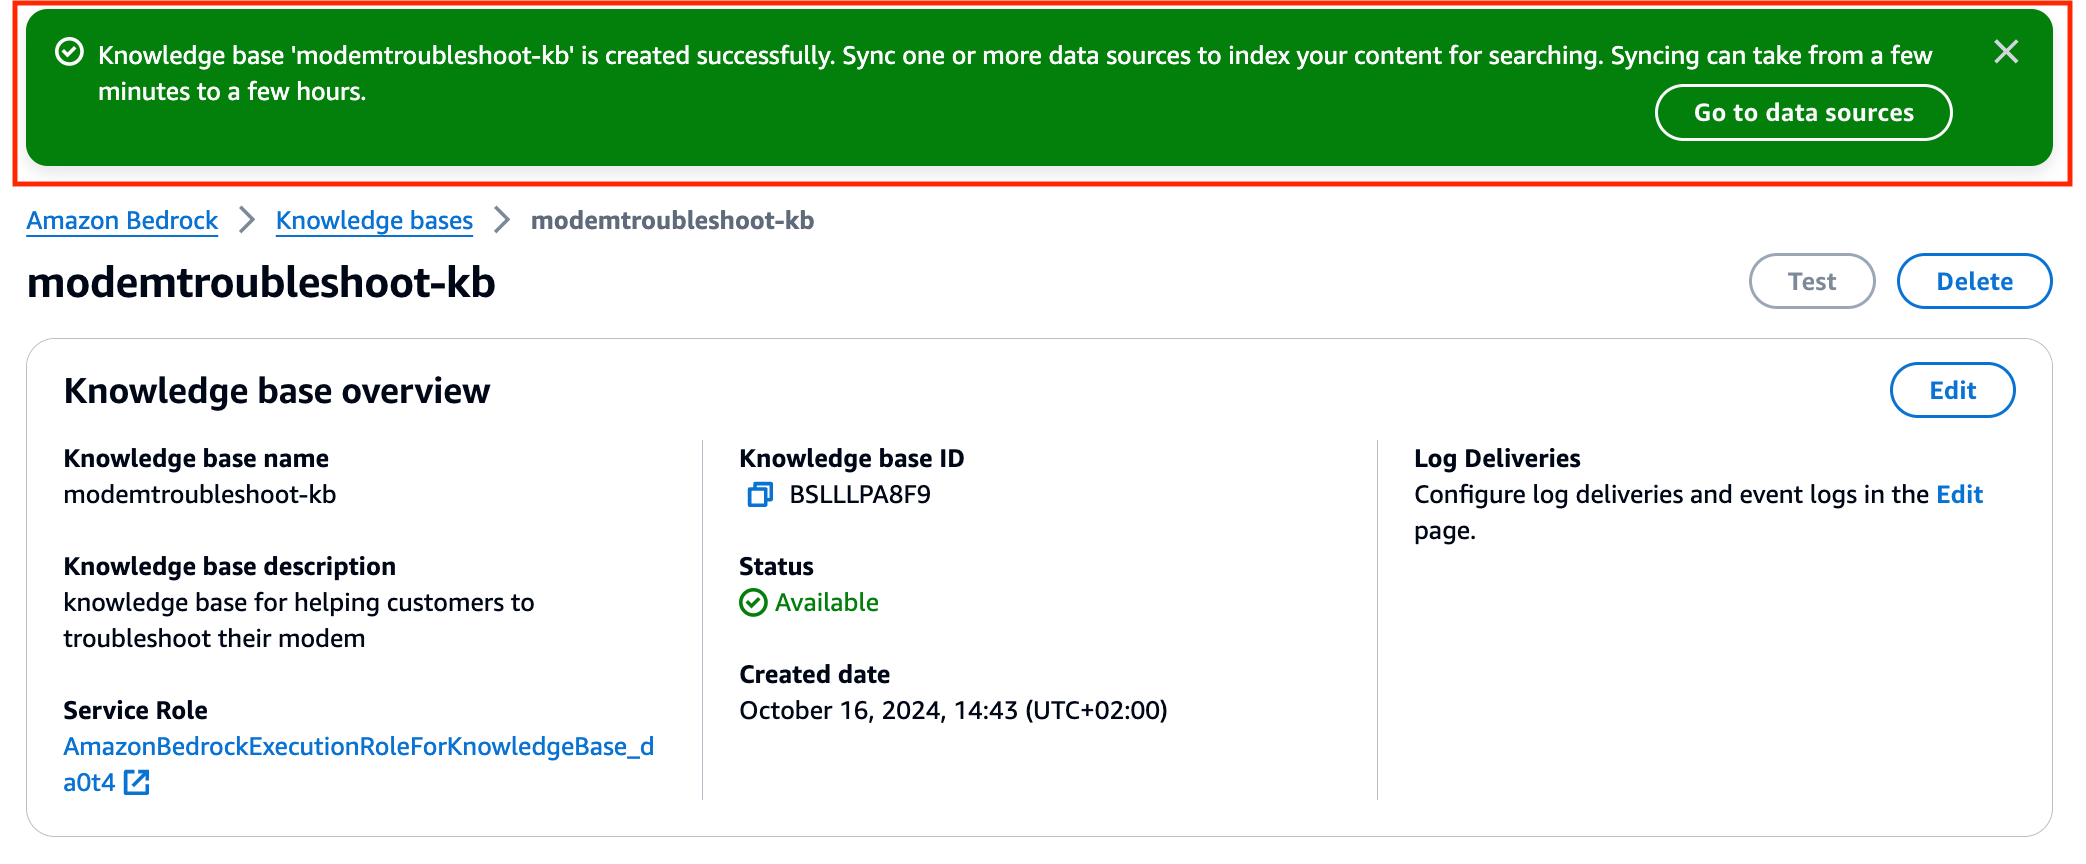 Knowledge base 'modemtroubleshoot-kb' is created successfully. Sync one or more data sources to index your content for searching. Syncing can take from a few
minutes to a few hours.
Go to data sources
Amazon Bedrock > Knowledge bases > modemtroubleshoot-kb
modemtroubleshoot-kb
Test
Delete
Knowledge base overview
Edit
Knowledge base name
modemtroubleshoot-kb
Knowledge base description
knowledge base for helping customers to
troubleshoot their modem
Service Role
AmazonBedrockExecutionRoleForKnowledgeBase_d
a0t4
Knowledge base ID
BSLLLPA8F9
Status
Available
Created date
October 16, 2024, 14:43 (UTC+02:00)
Log Deliveries
Configure log deliveries and event logs in the Edit
page.